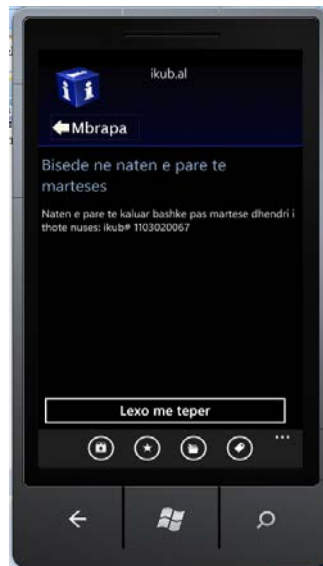 ikub.al
Mbrapa
Bisede ne naten e pare te
marteses
Naten e pare te kaluar bashke pas martese dhendri i
thote nuses: ikub# 1103020067
Lexo me teper